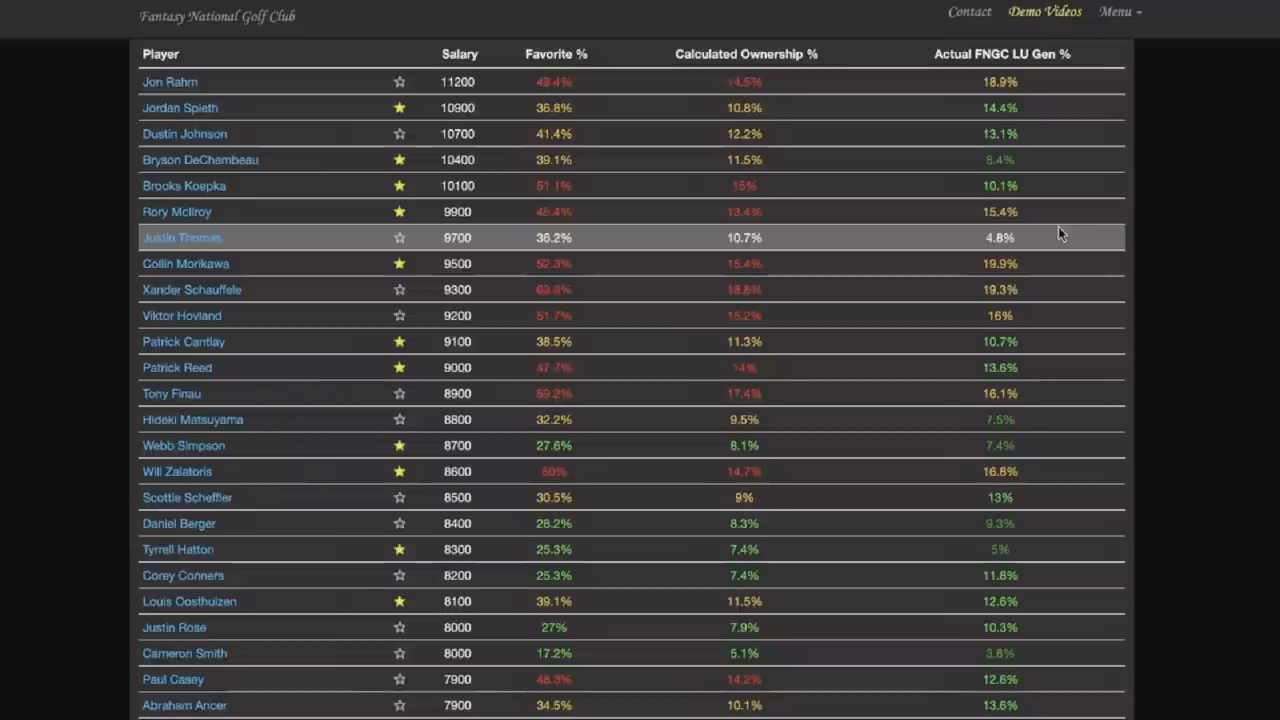 Fantasy National Golf Club Contact Demo Videos Menu
Player Salary Favorite % Calculated Ownership % Actual FNGC LU Gen %
Jon Rahm 11200 49.4% 14.5% 18.9%
Jordan Spieth 10900 36.8% 10.8% 14.4%
Dustin Johnson 10700 41.4% 12.2% 13.1%
Bryson DeChambeau 10400 39.1% 11.5% 8.4%
Brooks Koepka 10100 51.1% 15% 10.1%
Rory McIlroy 9900 45.4% 13.4% 15.4%
Justin Thomas 9700 36.2% 10.7% 4.8%
Collin Morikawa 9500 52.3% 15.4% 19.9%
Xander Schauffele 9300 18.8% 19.3%
Viktor Hovland 9200 51.7% 15.2% 16%
Patrick Cantlay 9100 38.5% 11.3% 10.7%
Patrick Reed 9000 47.7% 14% 13.6%
Tony Finau 8900 59.2% 17.4% 16.1%
Hideki Matsuyama 8800 32.2% 9.5% 7.5%
Webb Simpson 8700 27.6% 8.1% 7.4%
Will Zalatoris 8600 50% 14.7% 16.8%
Scottie Scheffler 8500 30.5% 9% 13%
Daniel Berger 8400 28.2% 8.3% 9.3%
Tyrrell Hatton 8300 25.3% 7.4% 5%
Corey Conners 8200 25.3% 7.4% 11.8%
Louis Oosthuizen 8100 39.1% 11.5% 12.6%
Justin Rose 8000 27% 7.9% 10.3%
Cameron Smith 8000 17.2% 5.1% 3.8%
Paul Casey 7900 48.3% 14.2% 12.6%
Abraham Ancer 7900 34.5% 10.1% 13.6%